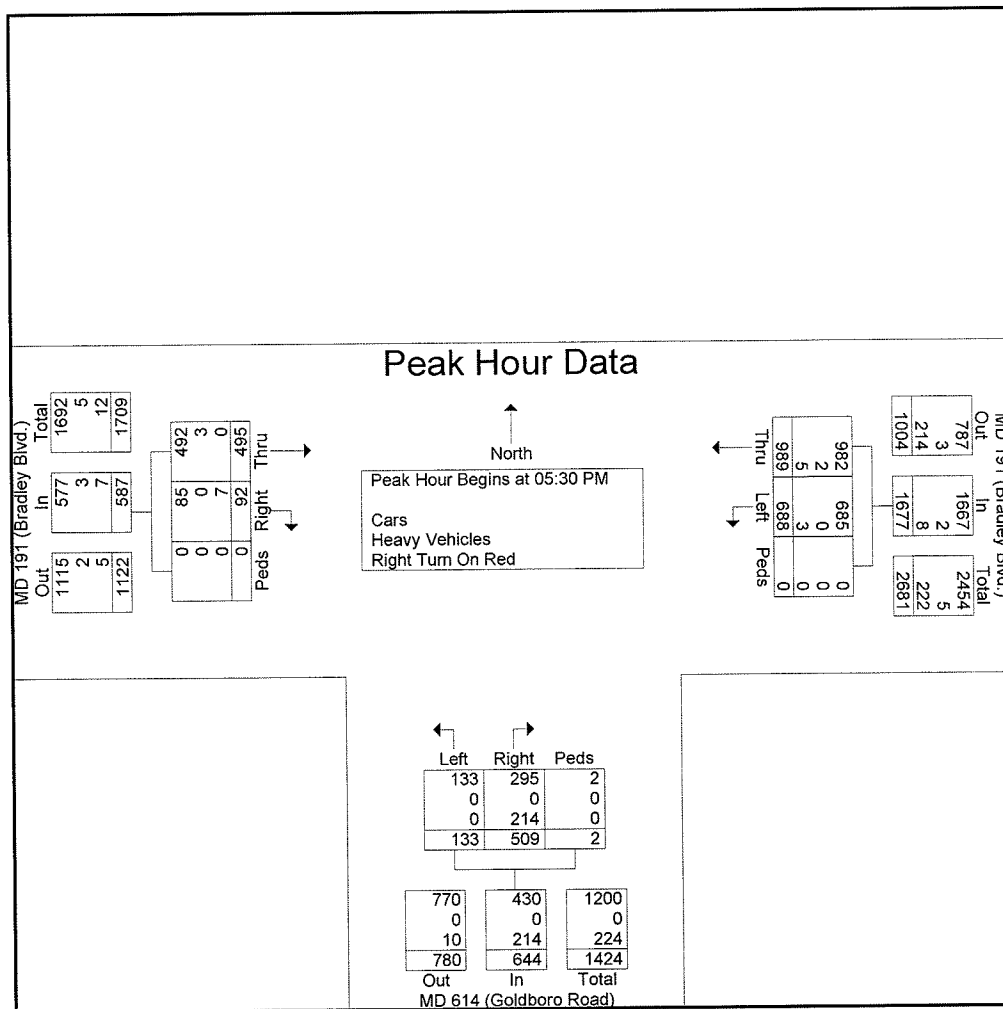 Peak Hour Data
MD 191 (Bradley Blvd.)
Out In Total
1115 577 1692
2 3 5
5 7 12
1122 587 1709
492 85 0
3 0 0
0 7 0
495 92 0
Thru Right Peds
North
Peak Hour Begins at 05:30 PM
Cars
Heavy Vehicles
Right Turn On Red
MD 191 (Bradley Blvd.)
Out In Total
787 1667 2454
3 2 5
214 8 222
1004 1677 2681
982 685 0
2 0 0
5 3 0
989 688 0
Thru Left Peds
Left Right Peds
133 295 2
0 0 0
0 214 0
133 509 2
770 430 1200
0 0 0
10 214 224
780 644 1424
Out In Total
MD 614 (Goldboro Road)